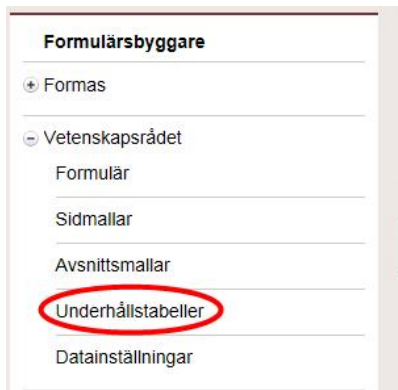 Formulärsbyggare
Formas
Vetenskapsrådet
Formulär
Sidmallar
Avsnittsmallar
Underhållstabeller
Datainställningar